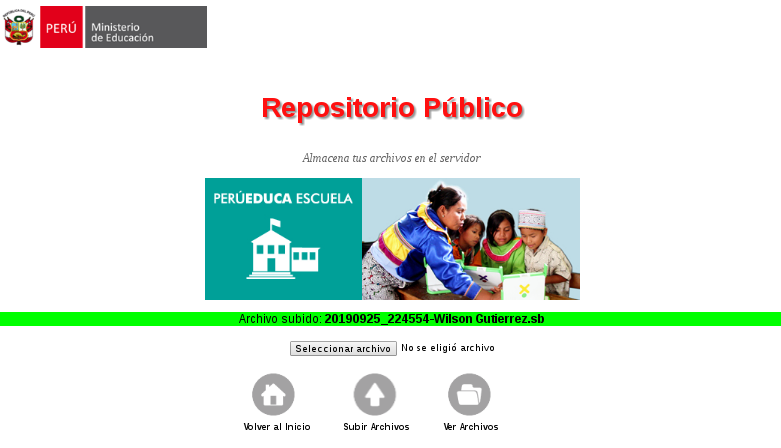 PERÚ
Ministerio
de Educación
Repositorio Público
Almacena tus archivos en el servidor
PERÚEDUCA ESCUELA
Archivo subido: 20190925_224554-Wilson Gutierrez.sb
Seleccionar archivo No se eligió archivo
Volver al Inicio Subir Archivos Ver Archivos